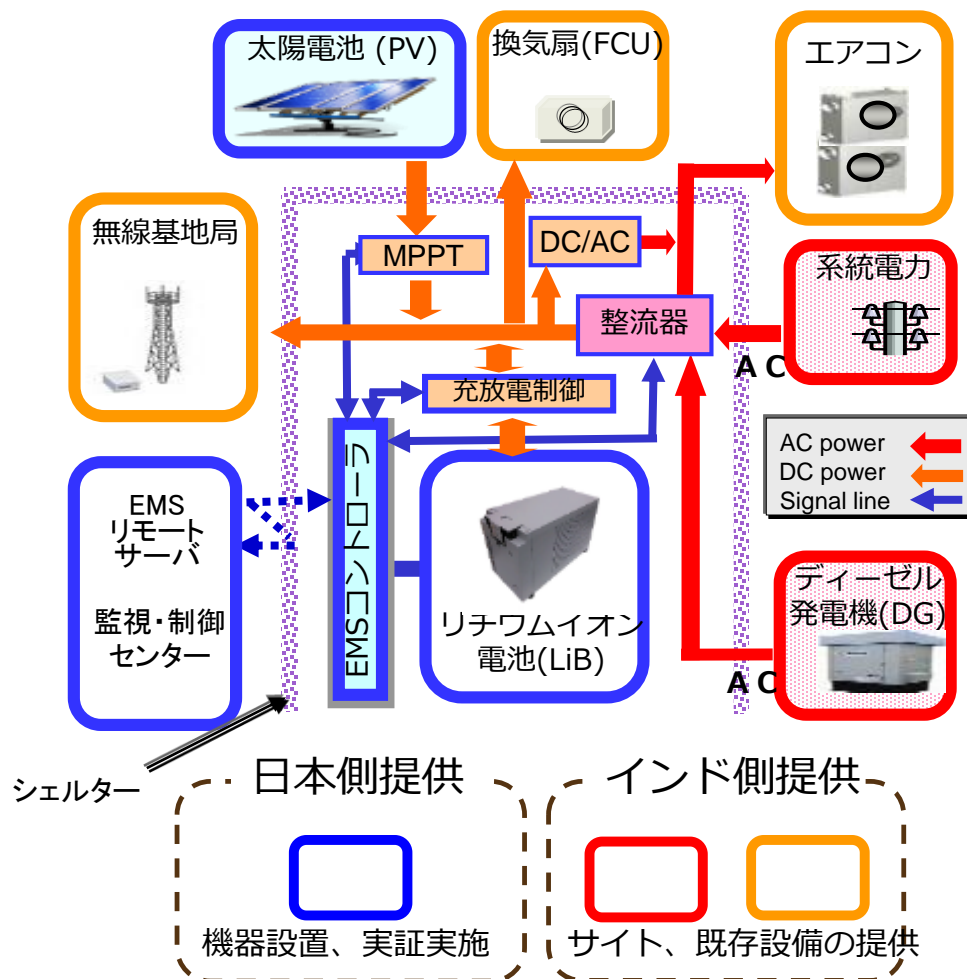 太陽電池 (PV)
換気扇(FCU)
エアコン
無線基地局
MPPT
DC/AC
系統電力
整流器
AC
充放電制御
AC power
DC power
Signal line
EMS
リモート
サーバ
監視・制御
センター
EMSコントローラ
リチワムイオン
電池(LiB)
ディーゼル
発電機(DG)
AC
シェルター
日本側提供
インド側提供
機器設置、実証実施
サイト、既存設備の提供